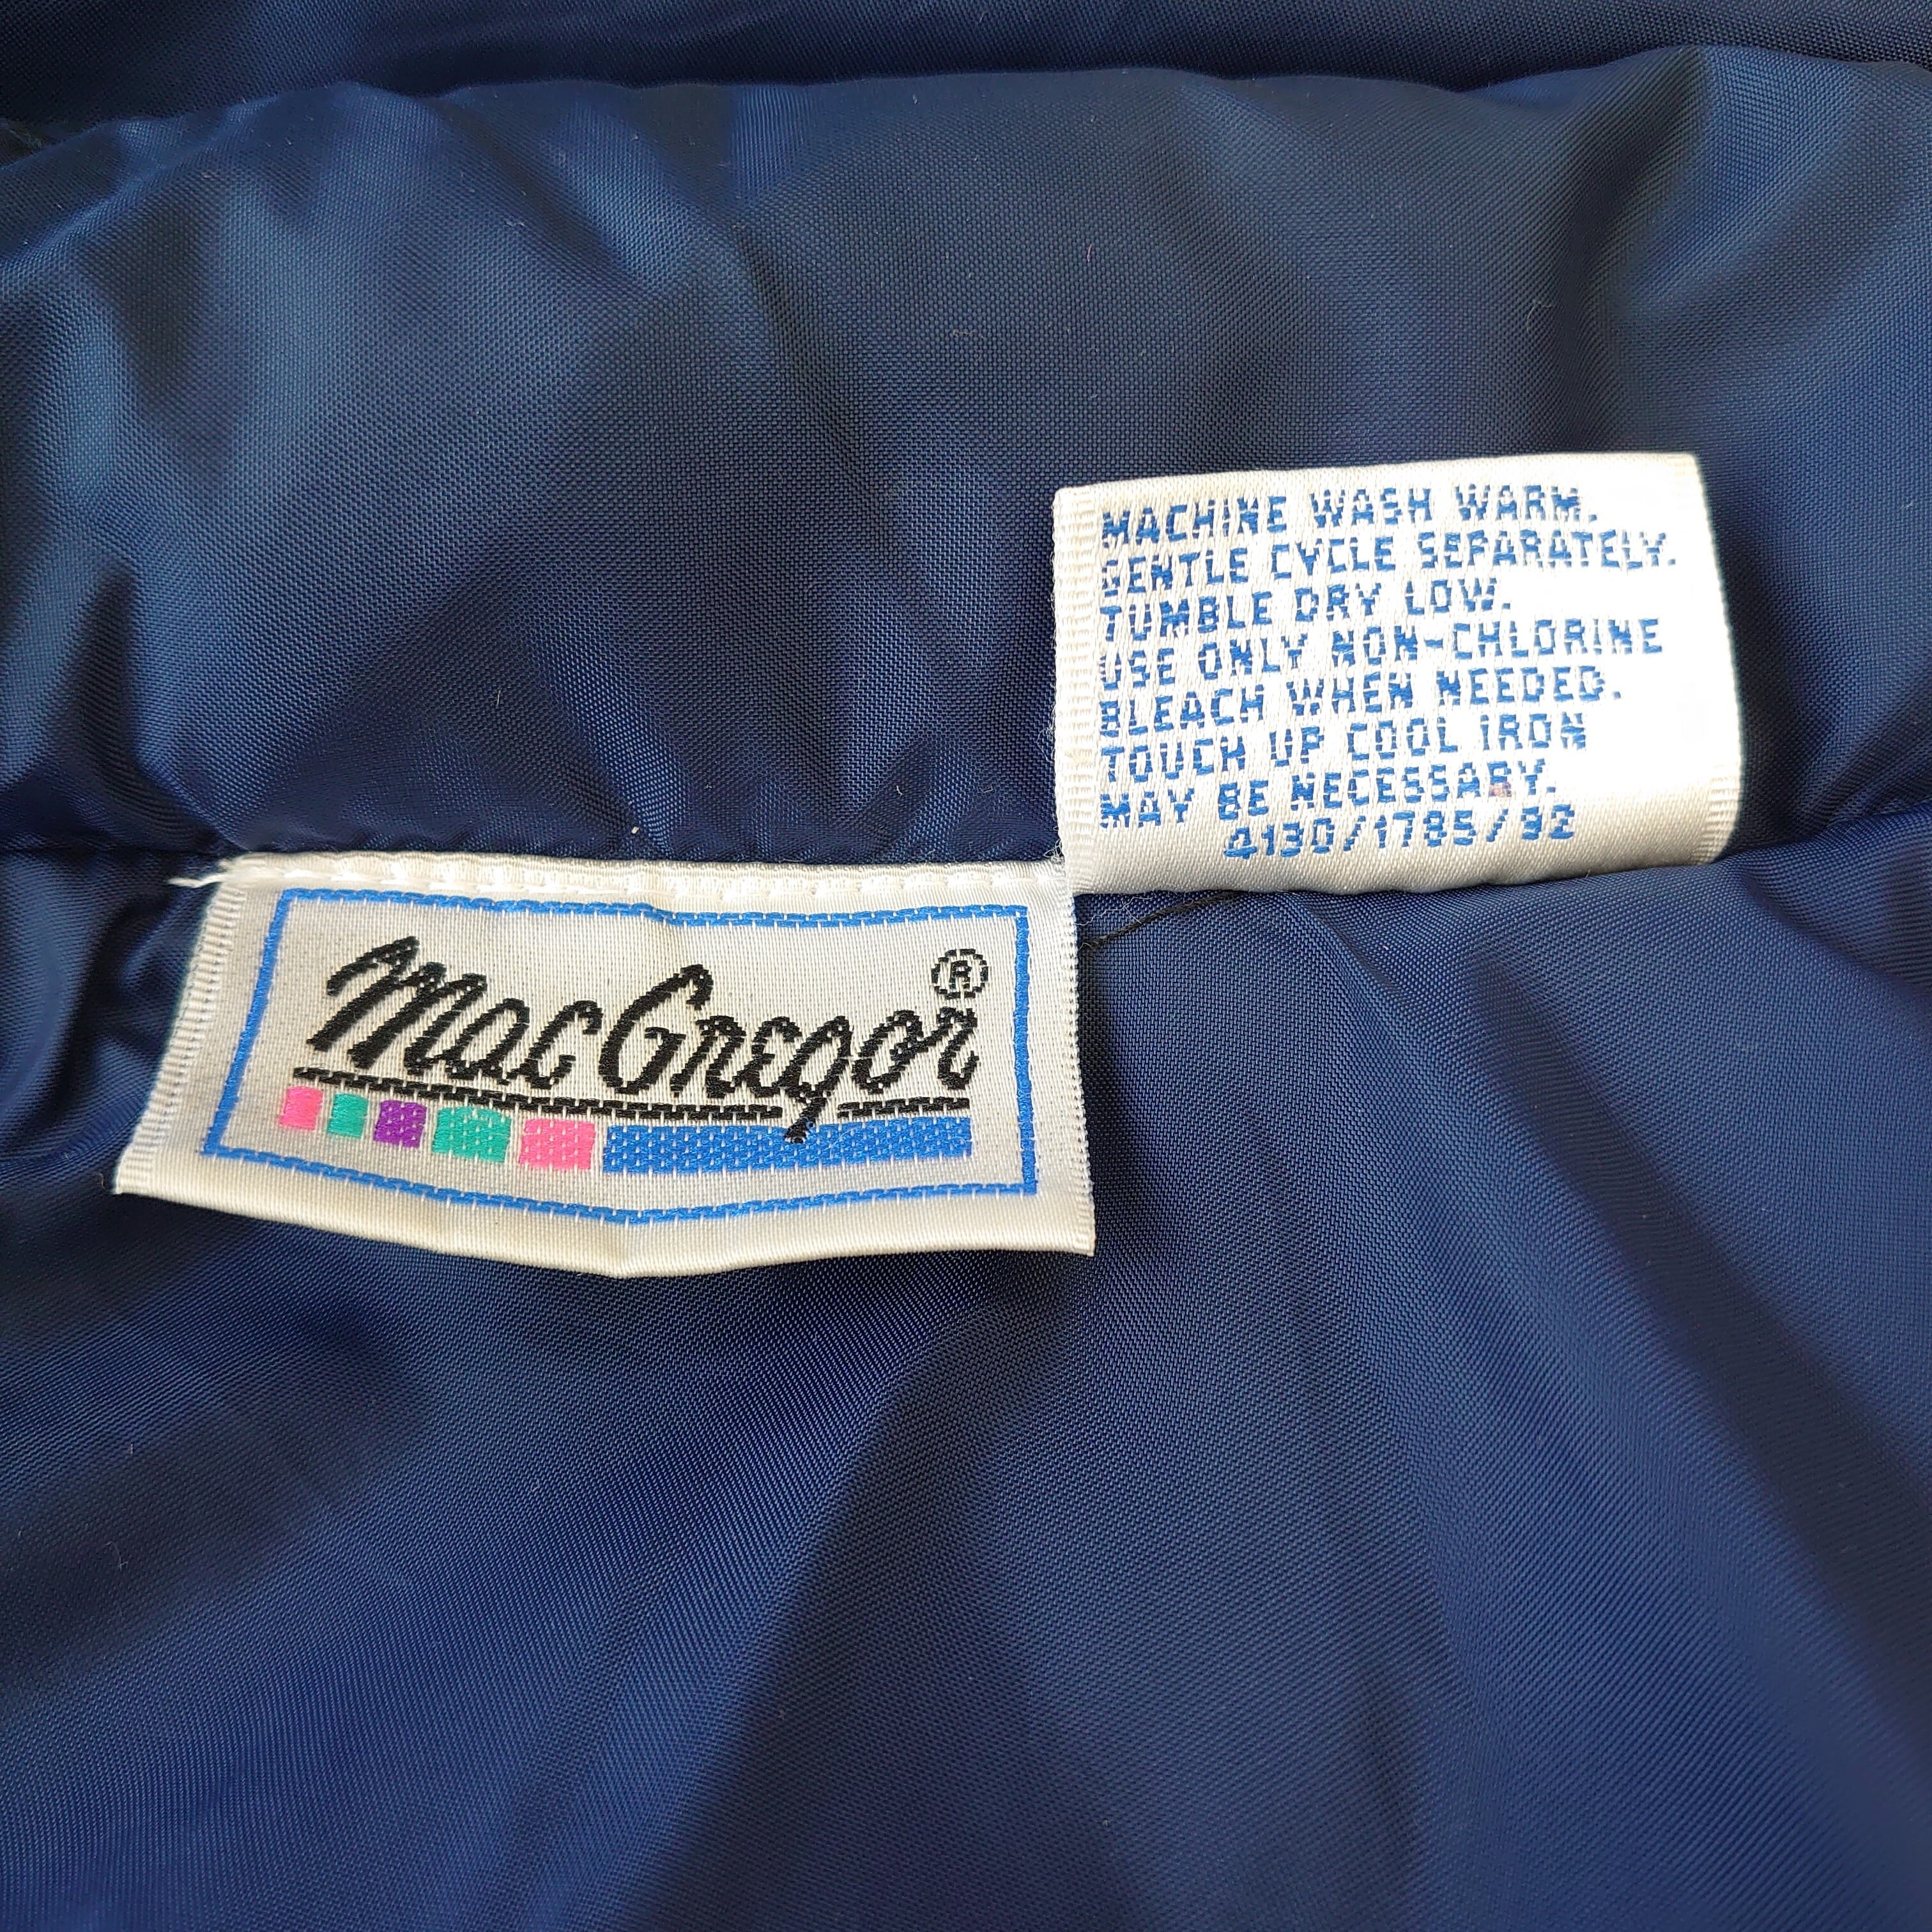 MACHINE WASH WARM.
GENTLE CYCLE SEPARATELY.
TUMBLE DRY LOW.
USE ONLY NON-CHLORINE
BLEACH WHEN NEEDED.
TOUCH UP COOL IRON
MAY BE NECESSARY.
4130/1785/92
MacGregor®